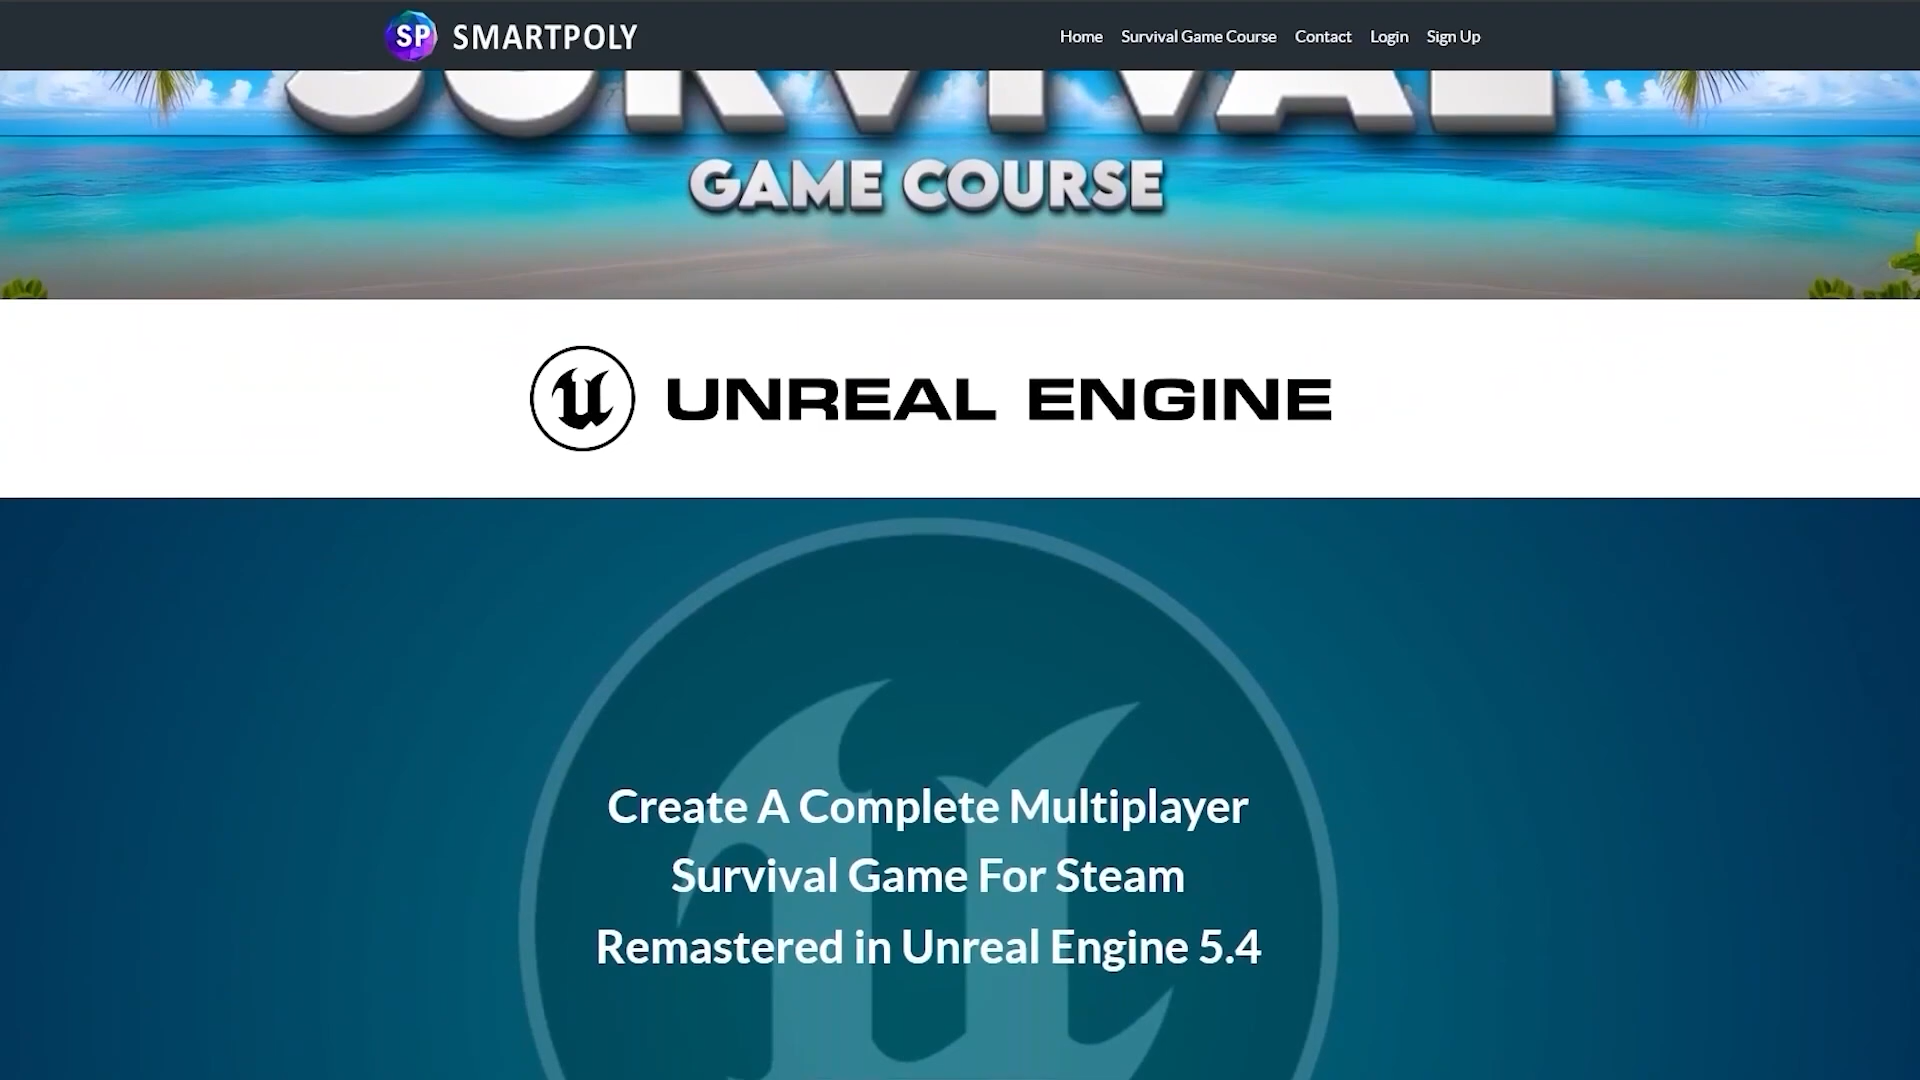 SP SMARTPOLY
Home Survival Game Course Contact Login Sign Up
SURVIVAL
GAME COURSE
UNREAL ENGINE
Create A Complete Multiplayer
Survival Game For Steam
Remastered in Unreal Engine 5.4